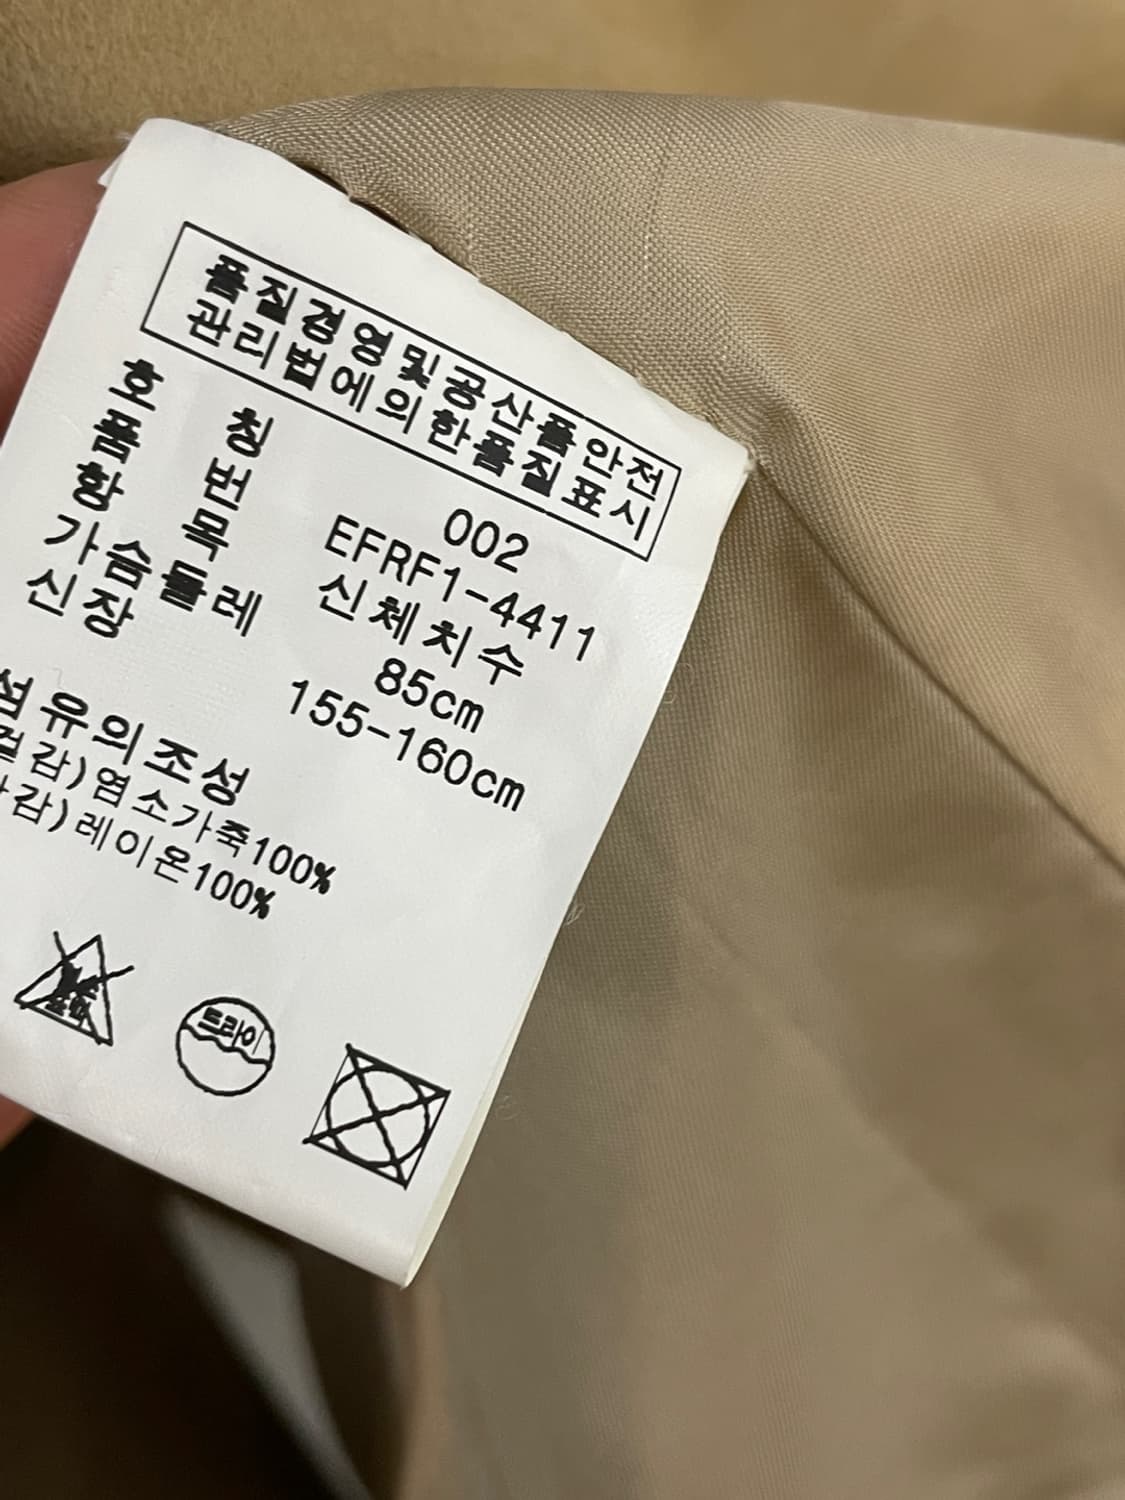 품질경영및공산품안전
관리법에의한품질표시
호 칭 002
품 번 EFRF1-4411
항 목 신체치수
가슴둘레 85cm
신장 155-160cm
섬유의조성
겉감)염소가죽100%
감)레이온100%
드라이